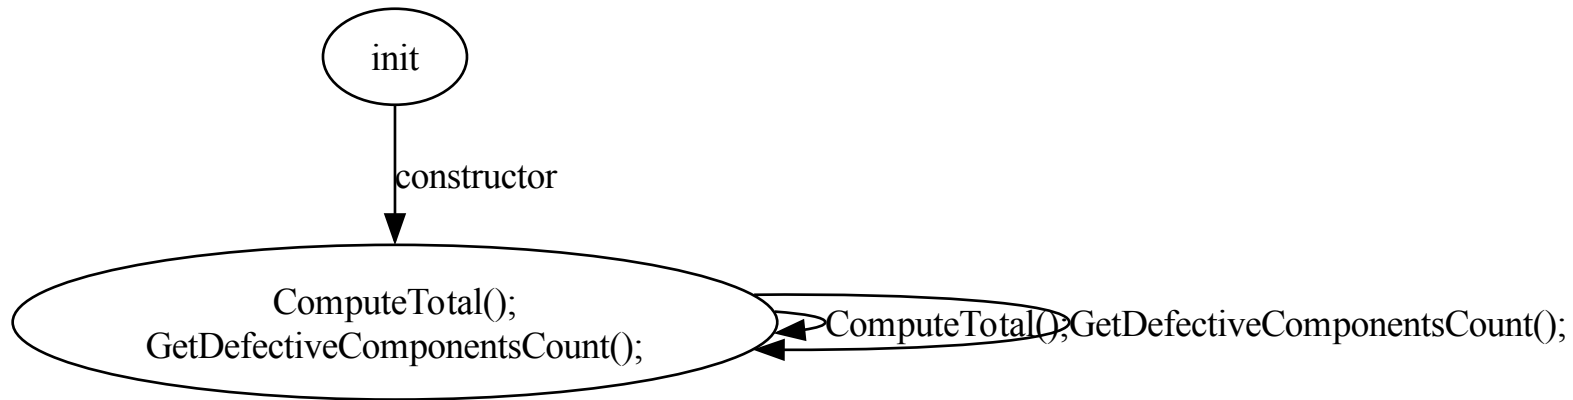 init
constructor
ComputeTotal();
GetDefectiveComponentsCount();
ComputeTotal();
GetDefectiveComponentsCount();